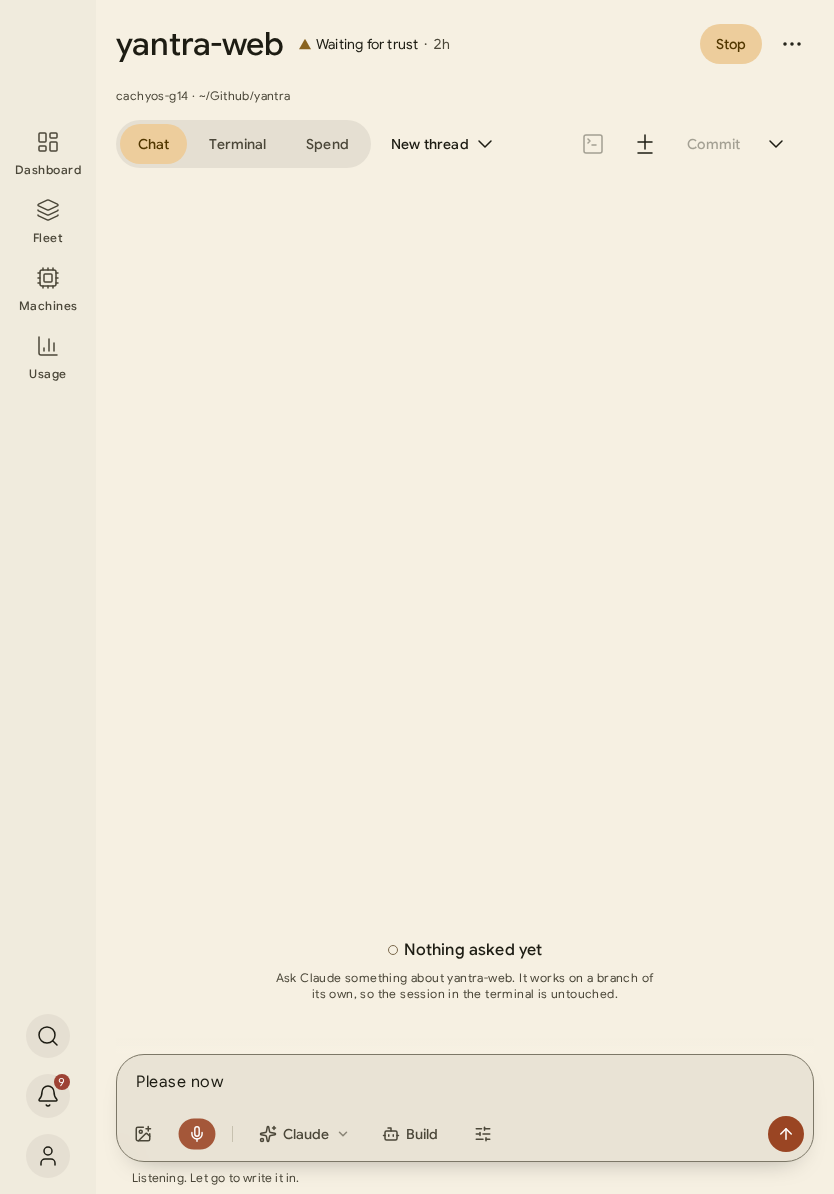 yantra-web
Waiting for trust · 2h
Stop
cachyos-g14 · ~/Github/yantra
Chat
Terminal
Spend
New thread
Commit
Dashboard
Fleet
Machines
Usage
Nothing asked yet
Ask Claude something about yantra-web. It works on a branch of
its own, so the session in the terminal is untouched.
9
Please now
Claude
Build
Listening. Let go to write it in.